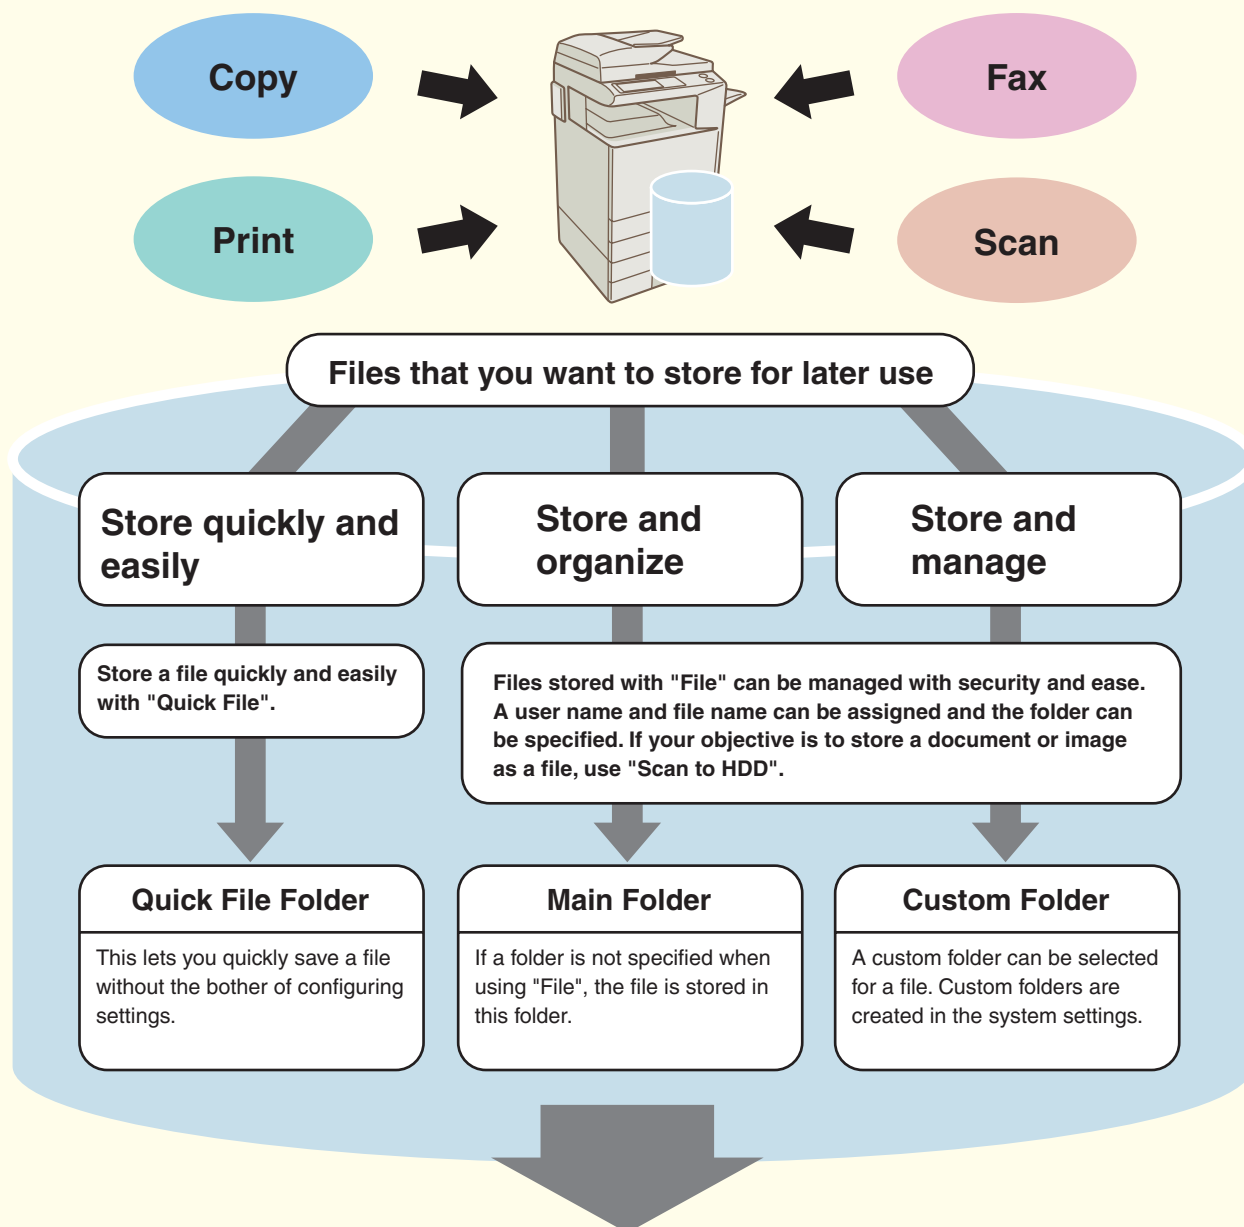 Copy
Fax
Print
Scan
Files that you want to store for later use
Store quickly and
easily
Store and
organize
Store and
manage
Store a file quickly and easily
with "Quick File".
Files stored with "File" can be managed with security and ease.
A user name and file name can be assigned and the folder can
be specified. If your objective is to store a document or image
as a file, use "Scan to HDD".
Quick File Folder
This lets you quickly save a file
without the bother of configuring
settings.
Main Folder
If a folder is not specified when
using "File", the file is stored in
this folder.
Custom Folder
A custom folder can be selected
for a file. Custom folders are
created in the system settings.